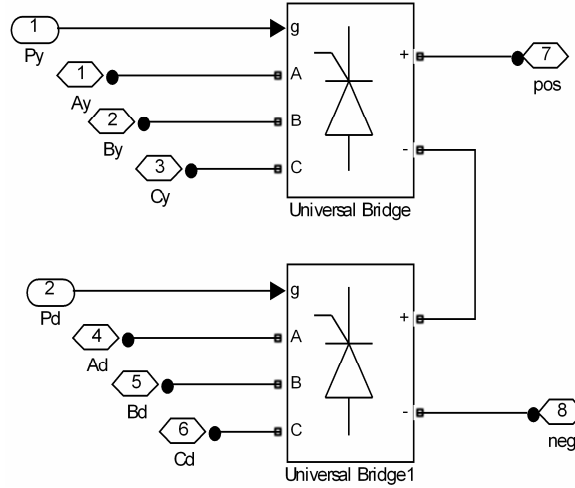 1
Py
g
1
Ay
A
2
By
B
3
Cy
C
+
7
pos
-
Universal Bridge
2
Pd
g
4
Ad
A
5
Bd
B
6
Cd
C
+
-
8
neg
Universal Bridge1